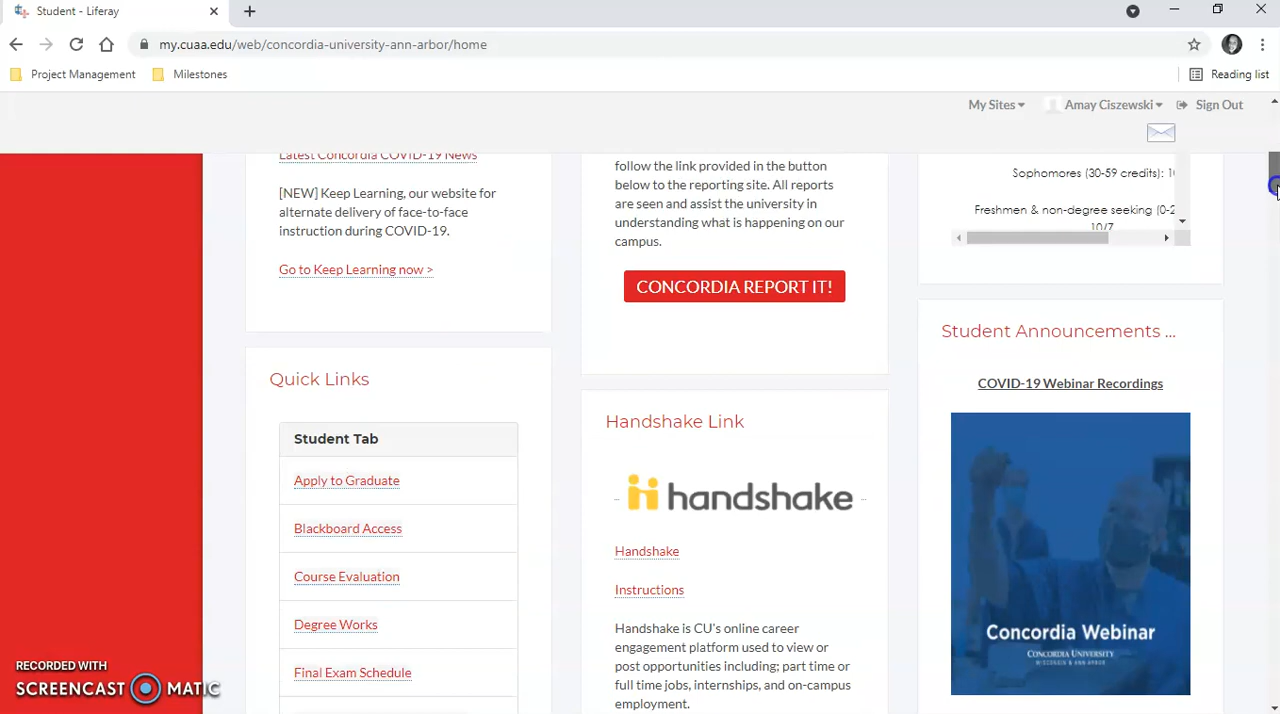 Student - Liferay
my.cuaa.edu/web/concordia-university-ann-arbor/home
Project Management
Milestones
Reading list
My Sites
Amay Ciszewski
Sign Out
Latest Concordia COVID-19 News
[NEW] Keep Learning, our website for
alternate delivery of face-to-face
instruction during COVID-19.
Go to Keep Learning now >
Quick Links
Student Tab
Apply to Graduate
Blackboard Access
Course Evaluation
Degree Works
Final Exam Schedule
follow the link provided in the button
below to the reporting site. All reports
are seen and assist the university in
understanding what is happening on our
campus.
CONCORDIA REPORT IT!
Handshake Link
handshake
Handshake
Instructions
Handshake is CU's online career
engagement platform used to view or
post opportunities including; part time or
full time jobs, internships, and on-campus
employment.
Sophomores (30-59 credits):
Freshmen & non-degree seeking
10/7
Student Announcements ...
COVID-19 Webinar Recordings
Concordia Webinar
CONCORDIA UNIVERSITY
WISCONSIN & ANN ARBOR
RECORDED WITH
SCREENCAST MATIC